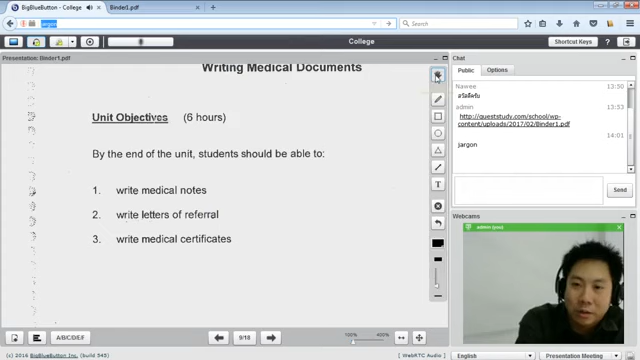 BigBlueButton - College
Binder1.pdf
jargon
Search
College
Shortcut Keys
Logout
Presentation: Binder1.pdf
Writing Medical Documents
Unit Objectives (6 hours)
By the end of the unit, students should be able to:
1. write medical notes
2. write letters of referral
3. write medical certificates
A/B/C/D/E/F
9/18
100%
400%
Chat
Public
Options
Nawee 13:50
สวัสดีครับ
admin 13:53
http://queststudy.com/school/wp-
content/uploads/2017/02/Binder1.pdf
14:01
jargon
Send
Webcams
admin (you)
(c) 2016 BigBlueButton Inc. (build 545)
[ WebRTC Audio ]
English
Presentation Meeting